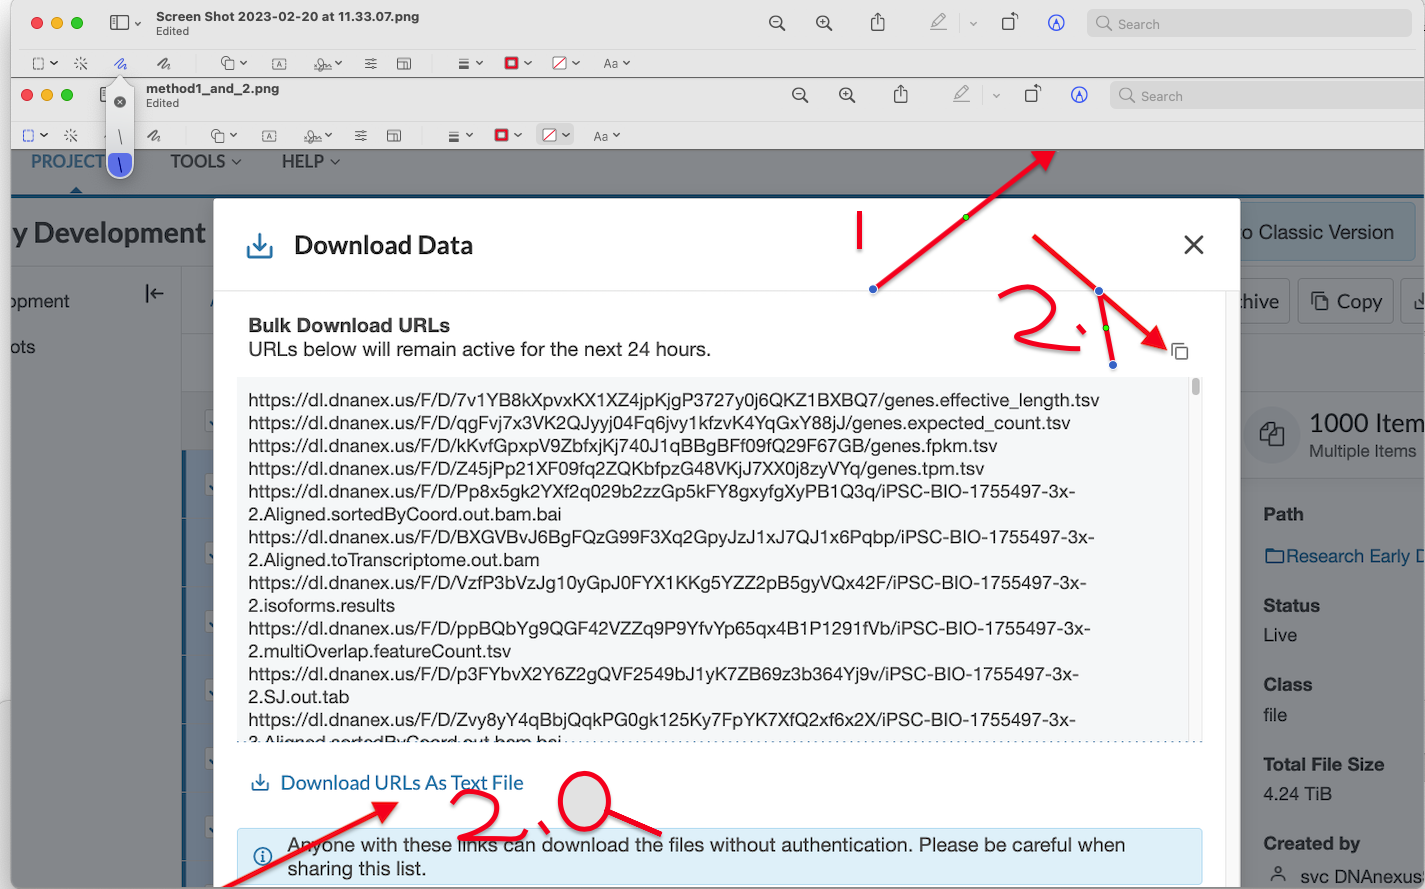 Screen Shot 2023-02-20 at 11.33.07.png
Edited
Search
Aa
method1_and_2.png
Edited
Search
Aa
PROJECT TOOLS HELP
y Development
to Classic Version
Download Data
1
opment
hive
Copy
ots
2.1
Bulk Download URLs
URLs below will remain active for the next 24 hours.
https://dl.dnanex.us/F/D/7v1YB8kXpvxKX1XZ4jpKjgP3727y0j6QKZ1BXBQ7/genes.effective_length.tsv
https://dl.dnanex.us/F/D/qgFvj7x3VK2QJyyj04Fq6jvy1kfzvK4YqGxY88jJ/genes.expected_count.tsv
https://dl.dnanex.us/F/D/kKvfGpxpV9ZbfxjKj740J1qBBgBFf09fQ29F67GB/genes.fpkm.tsv
https://dl.dnanex.us/F/D/Z45jPp21XF09fq2ZQKbfpzG48VKjJ7XX0j8zyVYq/genes.tpm.tsv
https://dl.dnanex.us/F/D/Pp8x5gk2YXf2q029b2zzGp5kFY8gxyfgXyPB1Q3q/iPSC-BIO-1755497-3x-
2.Aligned.sortedByCoord.out.bam.bai
https://dl.dnanex.us/F/D/BXGVBvJ6BgFQzG99F3Xq2GpyJzJ1xJ7QJ1x6Pqbp/iPSC-BIO-1755497-3x-
2.Aligned.toTranscriptome.out.bam
https://dl.dnanex.us/F/D/VzfP3bVzJg10yGpJ0FYX1KKg5YZZ2pB5gyVQx42F/iPSC-BIO-1755497-3x-
2.isoforms.results
https://dl.dnanex.us/F/D/ppBQbYg9QGF42VZZq9P9YfvYp65qx4B1P1291fVb/iPSC-BIO-1755497-3x-
2.multiOverlap.featureCount.tsv
https://dl.dnanex.us/F/D/p3FYbvX2Y6Z2gQVF2549bJ1yK7ZB69z3b364Yj9v/iPSC-BIO-1755497-3x-
2.SJ.out.tab
https://dl.dnanex.us/F/D/Zvy8yY4qBbjQqkPG0gk125Ky7FpYK7XfQ2xf6x2X/iPSC-BIO-1755497-3x-
Download URLs As Text File
2.
Anyone with these links can download the files without authentication. Please be careful when
sharing this list.
1000 Item
Multiple Items
Path
Research Early D
Status
Live
Class
file
Total File Size
4.24 TiB
Created by
svc DNAnexus